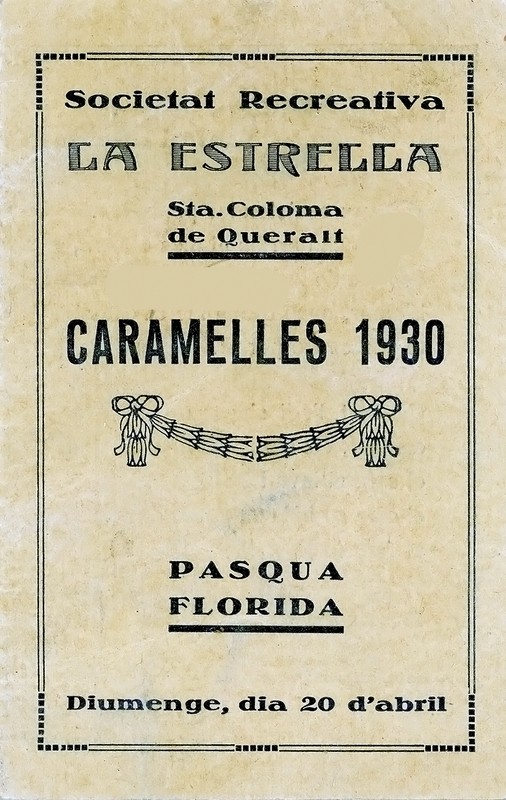 Societat Recreativa
LA ESTRELLA
Sta. Coloma
de Queralt
CARAMELLES 1930
PASQUA
FLORIDA
Diumenge, dia 20 d'abril